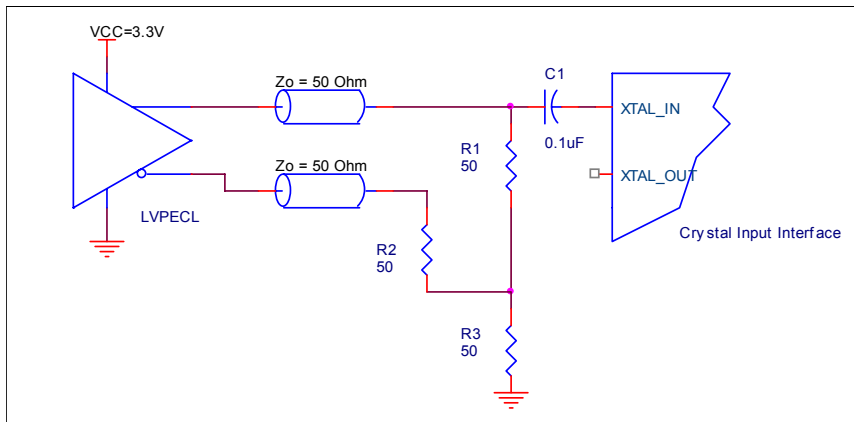 VCC=3.3V
Zo = 50 Ohm
C1
XTAL_IN
R1
50
0.1uF
Zo = 50 Ohm
XTAL_OUT
LVPECL
Crystal Input Interface
R2
50
R3
50